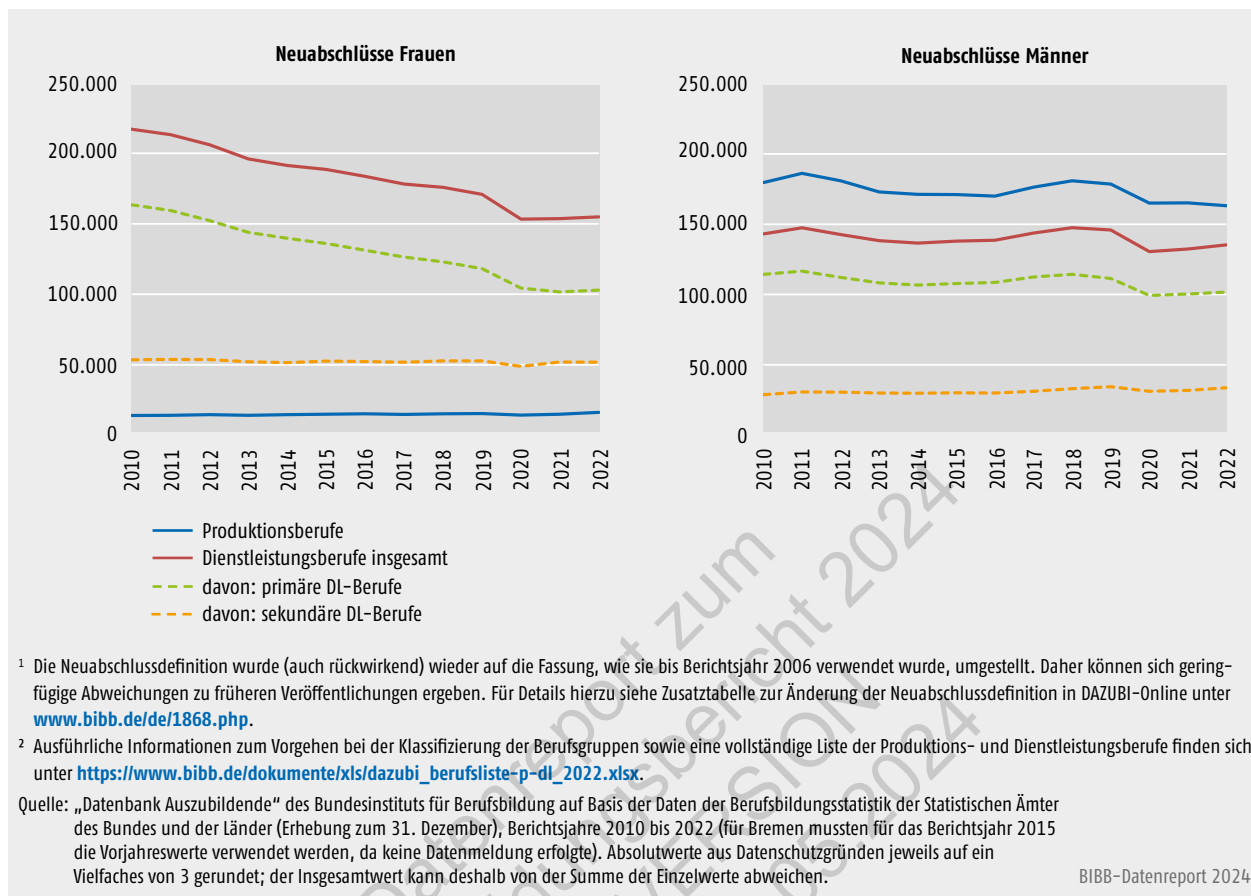 Neuabschlüsse Frauen
250.000
200.000
150.000
100.000
50.000
0
2010 2011 2012 2013 2014 2015 2016 2017 2018 2019 2020 2021 2022
Neuabschlüsse Männer
250.000
200.000
150.000
100.000
50.000
0
2010 2011 2012 2013 2014 2015 2016 2017 2018 2019 2020 2021 2022
Produktionsberufe
Dienstleistungsberufe insgesamt
davon: primäre DL-Berufe
davon: sekundäre DL-Berufe
1 Die Neuabschlussdefinition wurde (auch rückwirkend) wieder auf die Fassung, wie sie bis Berichtsjahr 2006 verwendet wurde, umgestellt. Daher können sich gering-
fügige Abweichungen zu früheren Veröffentlichungen ergeben. Für Details hierzu siehe Zusatztabelle zur Änderung der Neuabschlussdefinition in DAZUBI-Online unter
www.bibb.de/de/1868.php.
2 Ausführliche Informationen zum Vorgehen bei der Klassifizierung der Berufsgruppen sowie eine vollständige Liste der Produktions- und Dienstleistungsberufe finden sich
unter https://www.bibb.de/dokumente/xls/dazubi_berufsliste-p-dl_2022.xlsx.
Quelle: „Datenbank Auszubildende“ des Bundesinstituts für Berufsbildung auf Basis der Daten der Berufsbildungsstatistik der Statistischen Ämter
des Bundes und der Länder (Erhebung zum 31. Dezember), Berichtsjahre 2010 bis 2022 (für Bremen mussten für das Berichtsjahr 2015
die Vorjahreswerte verwendet werden, da keine Datenmeldung erfolgte). Absolutwerte aus Datenschutzgründen jeweils auf ein
Vielfaches von 3 gerundet; der Insgesamtwert kann deshalb von der Summe der Einzelwerte abweichen.
BIBB-Datenreport 2024
zum
2024